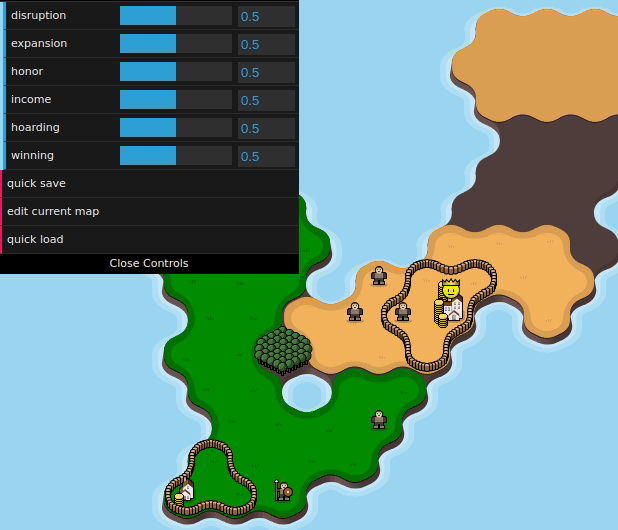 disruption 0.5
expansion 0.5
honor 0.5
income 0.5
hoarding 0.5
winning 0.5
quick save
edit current map
quick load
Close Controls